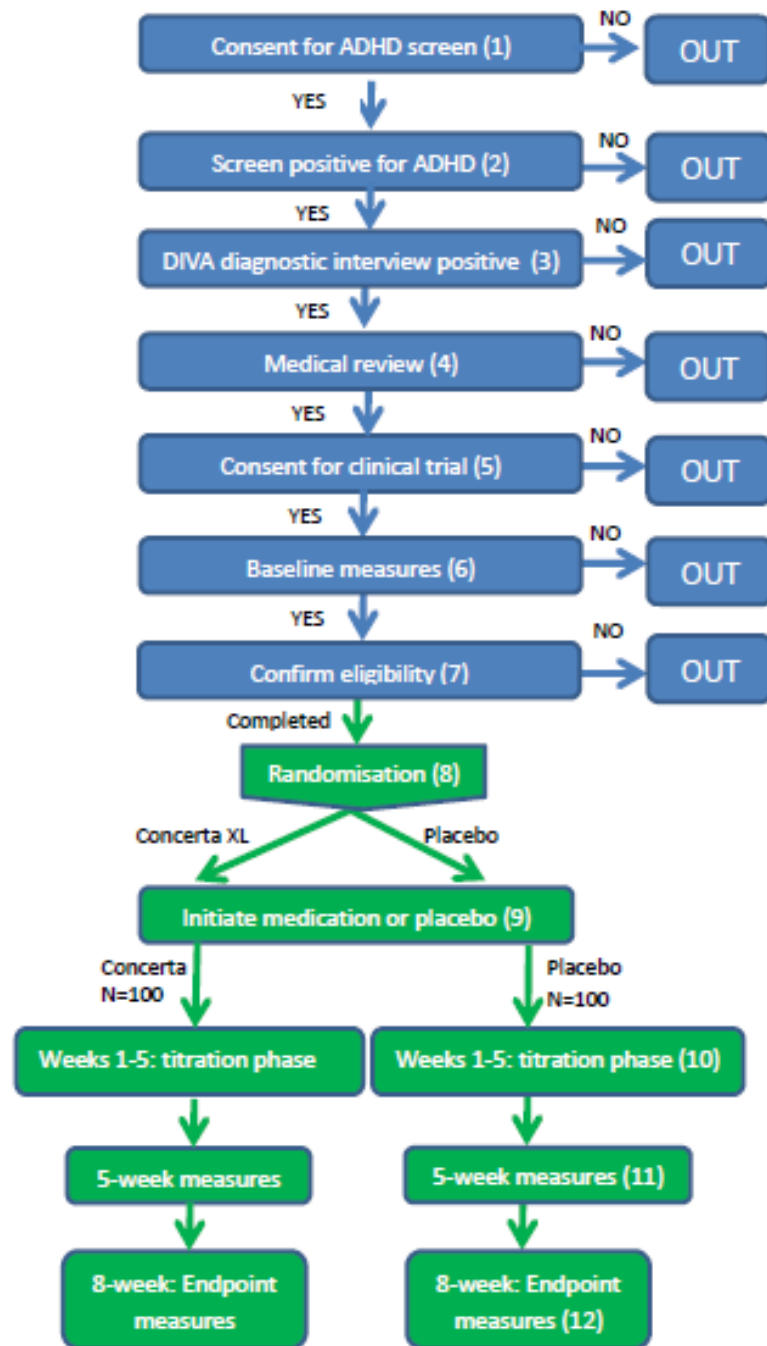 Consent for ADHD screen (1)
NO
OUT
YES
Screen positive for ADHD (2)
NO
OUT
YES
DIVA diagnostic interview positive (3)
NO
OUT
YES
Medical review (4)
NO
OUT
YES
Consent for clinical trial (5)
NO
OUT
YES
Baseline measures (6)
NO
OUT
YES
Confirm eligibility (7)
NO
OUT
Completed
Randomisation (8)
Concerta XL
Placebo
Initiate medication or placebo (9)
Concerta
N=100
Placebo
N=100
Weeks 1-5: titration phase
Weeks 1-5: titration phase (10)
5-week measures
5-week measures (11)
8-week: Endpoint
measures
8-week: Endpoint
measures (12)